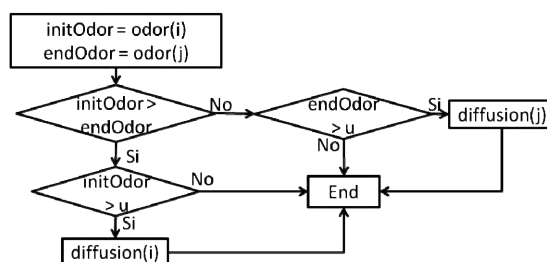 initOdor = odor(i)
endOdor = odor(j)
initOdor >
endOdor
No
endOdor
> u
Si
diffusion(j)
No
Si
initOdor
> u
No
End
Si
diffusion(i)